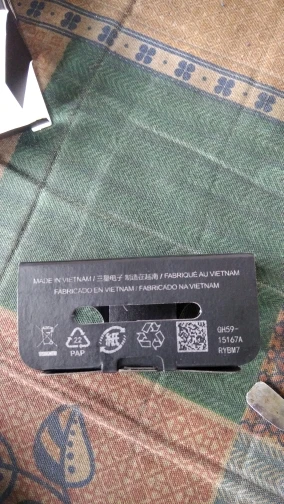 MADE IN VIETNAM / 三星电子 制造在越南 / FABRIQUÉ AU VIETNAM
FABRICADO EN VIETNAM / FABRICADO NA VIETNAM
22
PAP
紙
GH59-
15167A
RYBM7